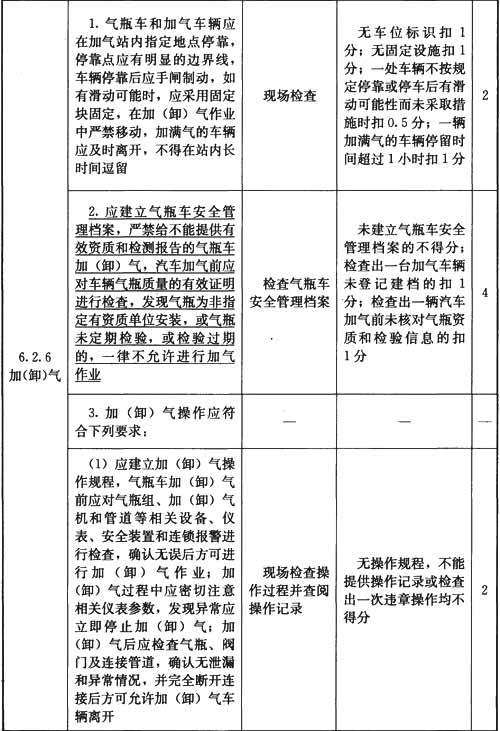 1. 气瓶车和加气车辆应
在加气站内指定地点停靠,
停靠点应有明显的边界线,
车辆停靠后应手闸制动,如
有滑动可能时,应采用固定
块固定,在加(卸)气作业
中严禁移动,加满气的车辆
应及时离开,不得在站内长
时间逗留
现场检查
无车位标识扣 1
分;无固定设施扣 1
分;一处车辆不按规
定停靠或停车后有滑
动可能性而未采取措
施时扣 0.5 分;一辆
加满气的车辆停留时
间超过 1 小时扣 1 分
2
6.2.6
加(卸)气
2. 应建立气瓶车安全管
理档案,严禁给不能提供有
效资质和检测报告的气瓶车
加(卸)气,汽车加气前应
对车辆气瓶质量的有效证明
进行检查,发现气瓶为非指
定有资质单位安装,或气瓶
未定期检验,或检验过期
的,一律不允许进行加气
作业
检查气瓶车
安全管理档案
未建立气瓶车安全
管理档案的不得分;
检查出一台加气车辆
未登记建档的扣 1
分;检查出一辆汽车
加气前未核对气瓶资
质和检验信息的扣
1 分
4
3. 加(卸)气操作应符
合下列要求:
—
—
—
(1) 应建立加(卸)气操
作规程,气瓶车加(卸)气
前应对气瓶组、加(卸)气
机和管道等相关设备、仪
表、安全装置和连锁报警进
行检查,确认无误后方可进
行加(卸)气作业;加
(卸)气过程中应密切注意
相关仪表参数,发现异常应
立即停止加(卸)气;加
(卸)气后应检查气瓶、阀
门及连接管道,确认无泄漏
和异常情况,并完全断开连
接后方可允许加(卸)气车
辆离开
现场检查操
作过程并查阅
操作记录
无操作规程,不能
提供操作记录或检查
出一次违章操作均不
得分
2